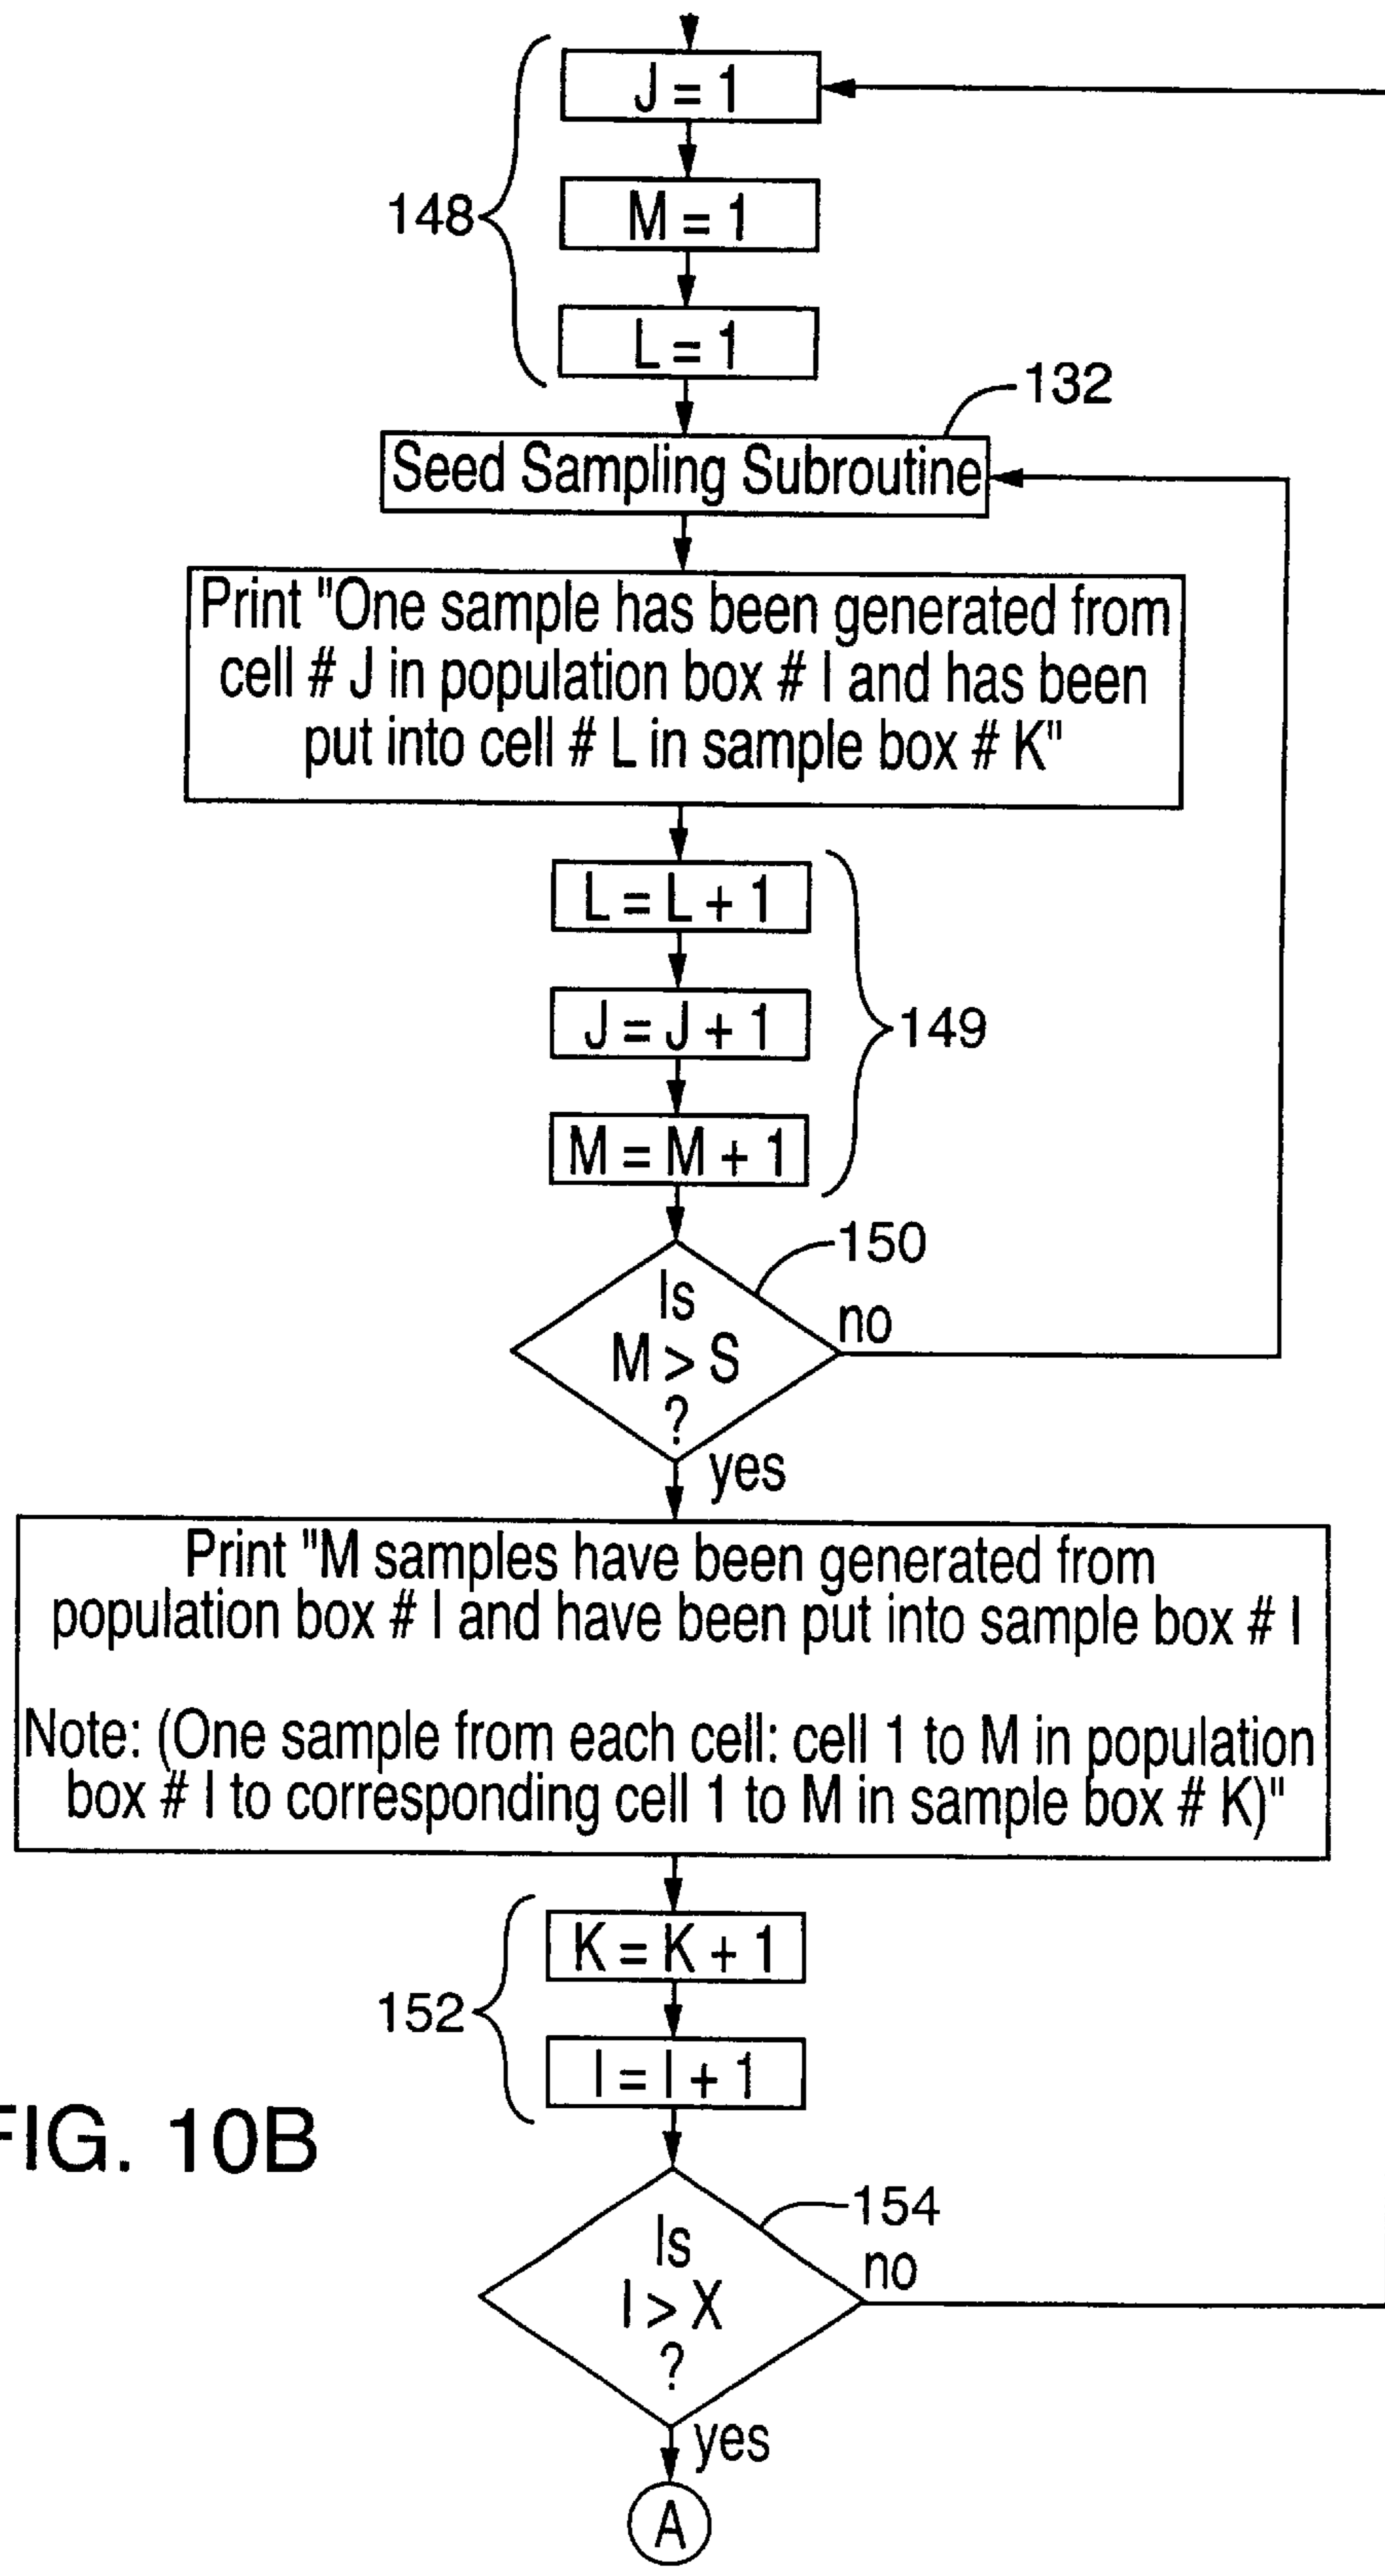 J = 1
148
M = 1
L = 1
132
Seed Sampling Subroutine
Print "One sample has been generated from
cell # J in population box # I and has been
put into cell # L in sample box # K"
L = L + 1
J = J + 1
149
M = M + 1
150
Is
M > S
?
no
yes
Print "M samples have been generated from
population box # I and have been put into sample box # I
Note: (One sample from each cell: cell 1 to M in population
box # I to corresponding cell 1 to M in sample box # K)"
K = K + 1
152
I = I + 1
FIG. 10B
154
Is
I > X
?
no
yes
A